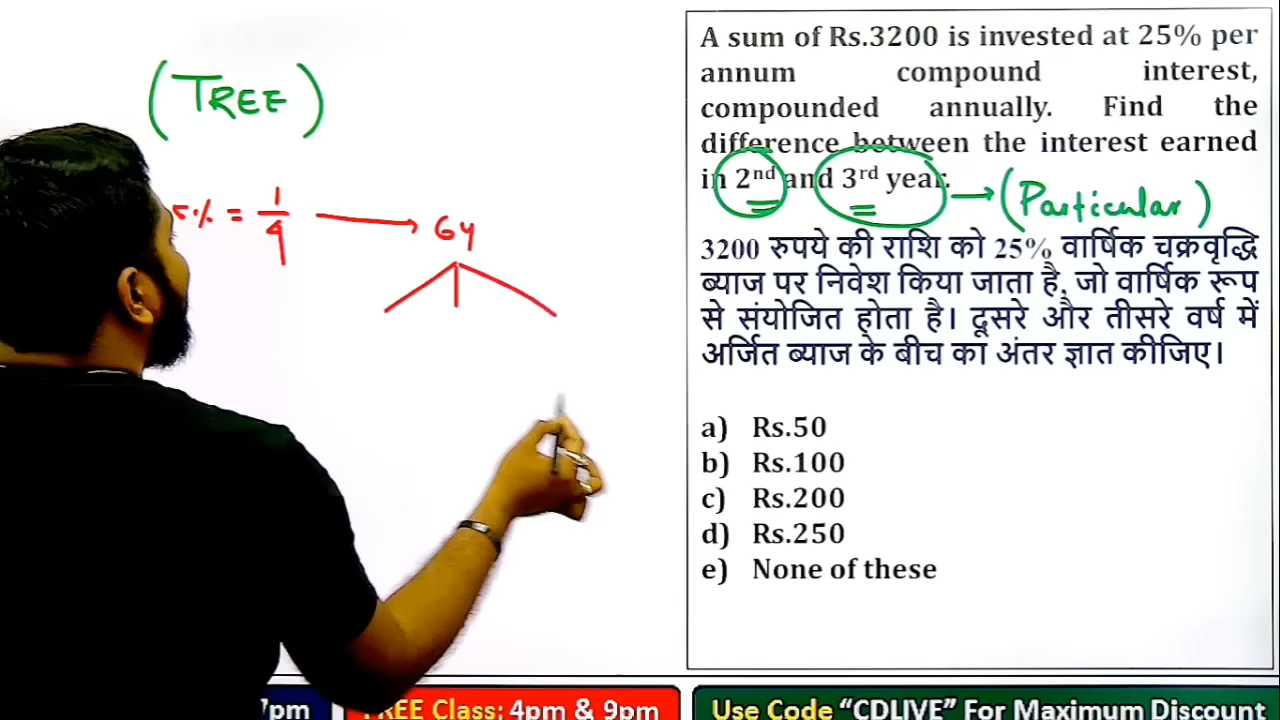 (TREE)
5% = 1/4 → 64
A sum of Rs.3200 is invested at 25% per
annum compound interest,
compounded annually. Find the
difference between the interest earned
in 2nd and 3rd year. → (Particular)
3200 रुपये की राशि को 25% वार्षिक चक्रवृद्धि
ब्याज पर निवेश किया जाता है, जो वार्षिक रूप
से संयोजित होता है। दूसरे और तीसरे वर्ष में
अर्जित ब्याज के बीच का अंतर ज्ञात कीजिए।
a) Rs.50
b) Rs.100
c) Rs.200
d) Rs.250
e) None of these
7pm
FREE Class: 4pm & 9pm
Use Code "CDLIVE" For Maximum Discount